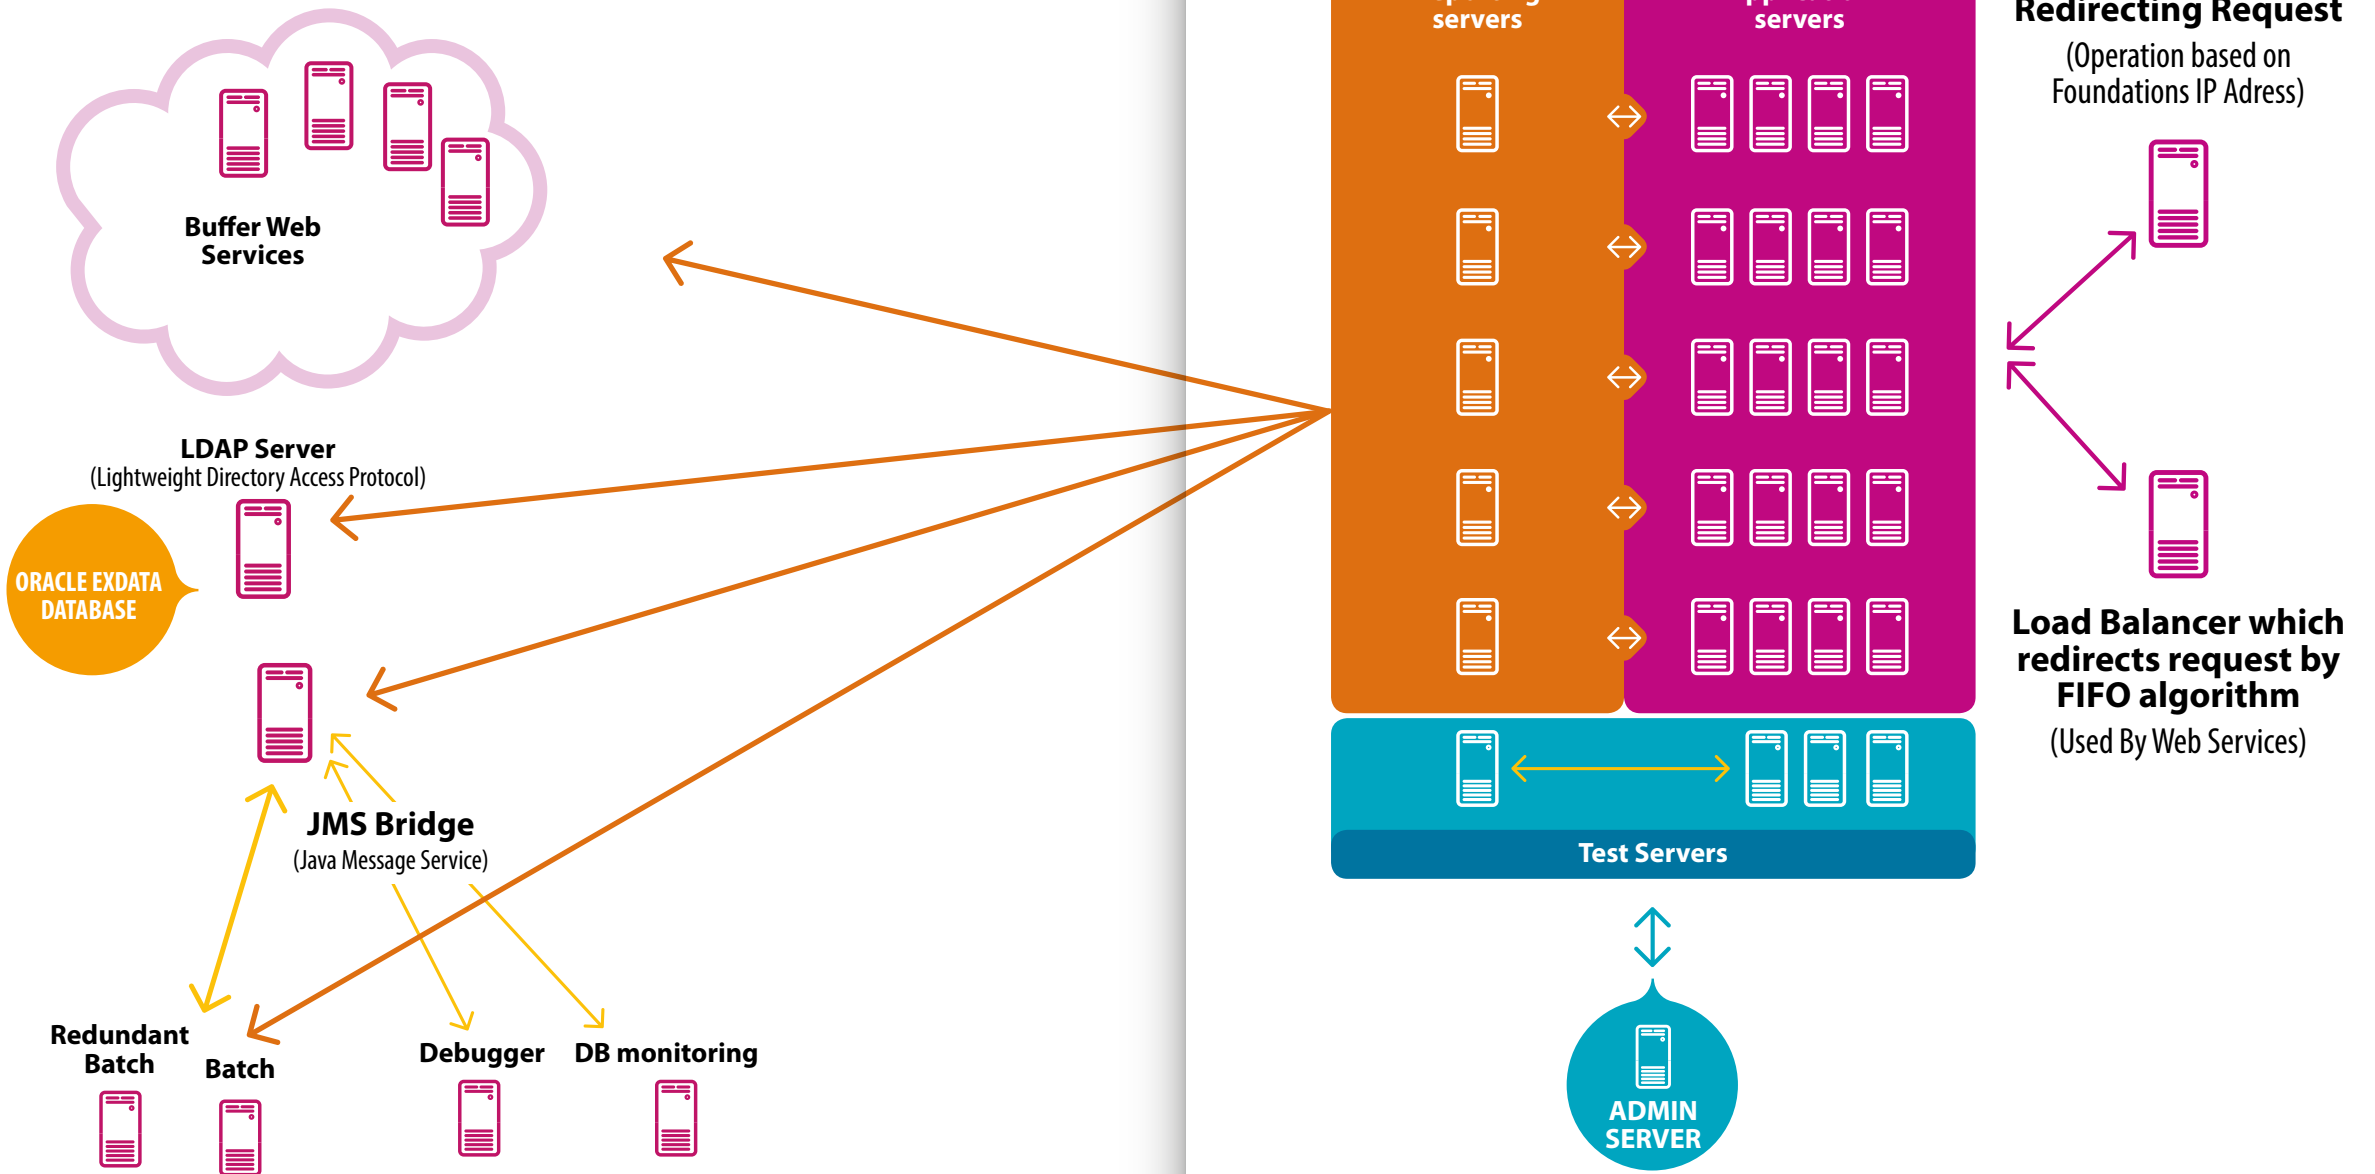 Buffer Web
Services
LDAP Server
(Lightweight Directory Access Protocol)
ORACLE EXDATA
DATABASE
JMS Bridge
(Java Message Service)
Redundant
Batch
Batch
Debugger
DB monitoring
servers
servers
Test Servers
ADMIN
SERVER
Redirecting Request
(Operation based on
Foundations IP Adress)
Load Balancer which
redirects request by
FIFO algorithm
(Used By Web Services)